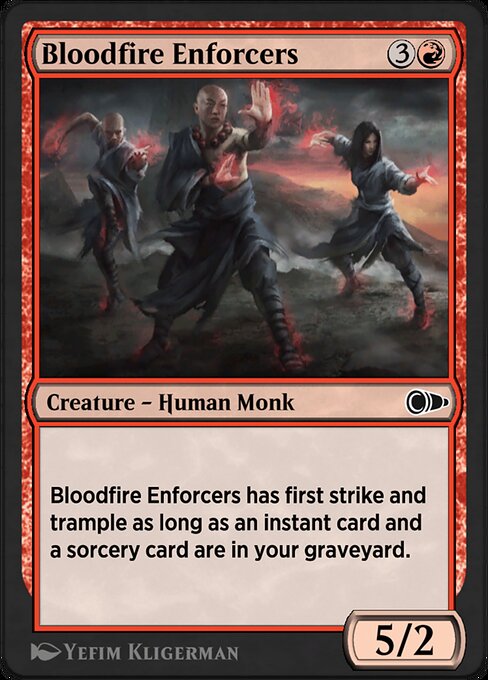 Bloodfire Enforcers 3
Creature – Human Monk
Bloodfire Enforcers has first strike and
trample as long as an instant card and
a sorcery card are in your graveyard.
5/2
Yefim Kligerman